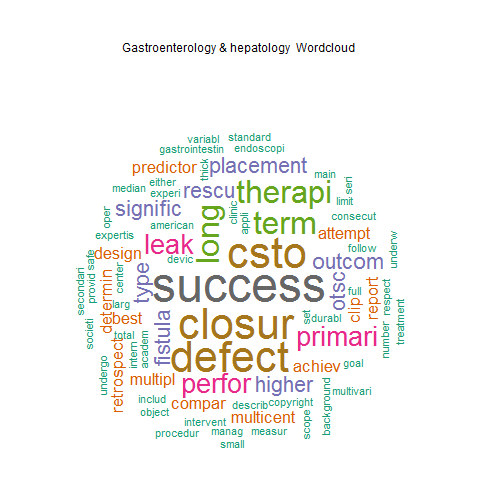 Gastroenterology & hepatology Wordcloud
variabl
standard
gastrointestin
endoscopi
predictor
thick
placement
main
median
either
rescu
therapi
seri
experi
limit
oper
signific
clinic
appli
consecut
american
long
term
attempt
expertis
leak
csto
follow
design
devic
outcom
underw
secondari
provid
safe
center
type
success
otsc
full
respect
determin
clip
report
larg
set
durabl
number
treatment
societi
best
closur
primari
total
fistula
intern
academ
defect
goal
undergo
retrospect
multipl
perfor
higher
achiev
includ
compar
describ
copyright
background
multivari
object
multicent
scope
intervent
procedur
manag
measur
small